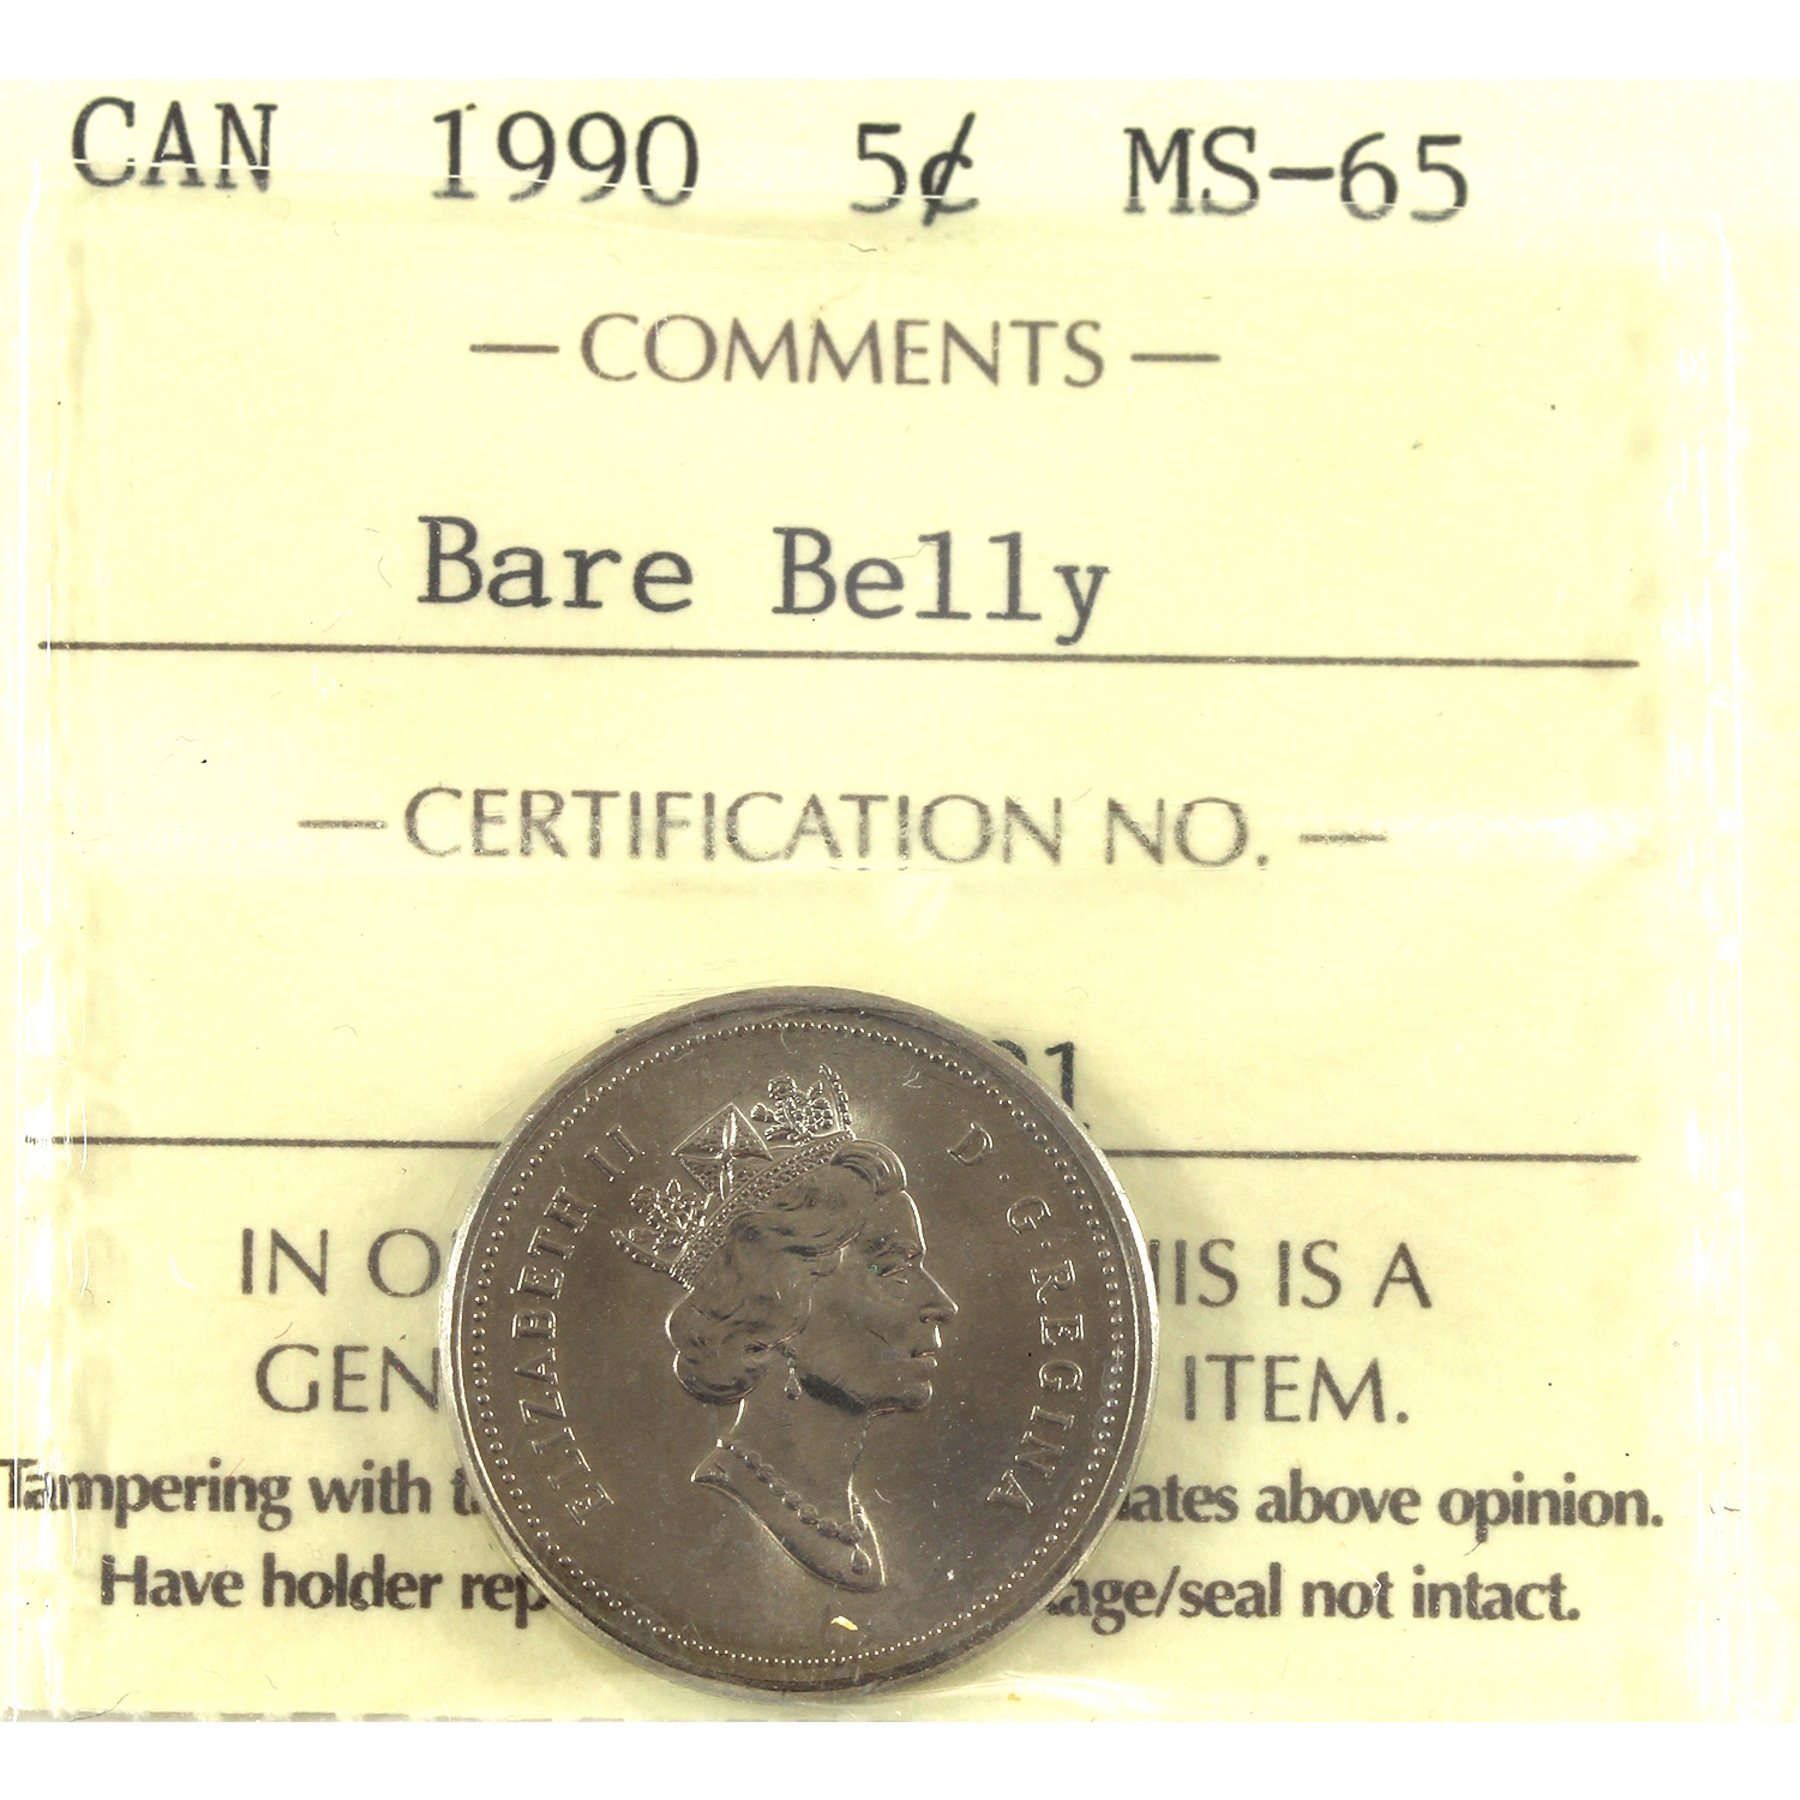 CAN 1990 5¢ MS-65
— COMMENTS —
Bare Belly
— CERTIFICATION NO. —
1
IN O IS IS A
GEN ITEM.
Tampering with t ates above opinion.
Have holder rep age/seal not intact.
ELIZABETH II D·G·REGINA